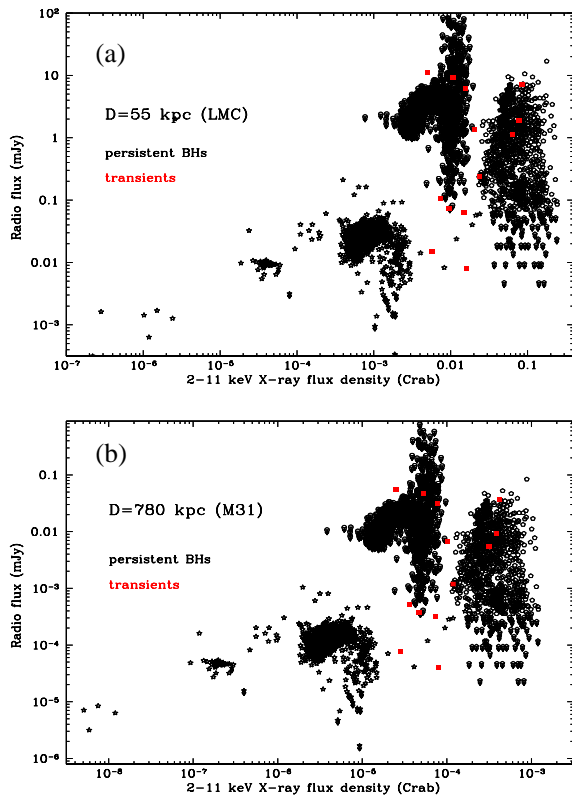 (a)
D=55 kpc (LMC)
persistent BHs
transients
Radio flux (mJy)
10²
10
1
0.1
0.01
10⁻³
10⁻⁷ 10⁻⁶ 10⁻⁵ 10⁻⁴ 10⁻³ 0.01 0.1
2-11 keV X-ray flux density (Crab)
(b)
D=780 kpc (M31)
persistent BHs
transients
Radio flux (mJy)
0.1
0.01
10⁻³
10⁻⁴
10⁻⁵
10⁻⁶
10⁻⁸ 10⁻⁷ 10⁻⁶ 10⁻⁵ 10⁻⁴ 10⁻³
2-11 keV X-ray flux density (Crab)